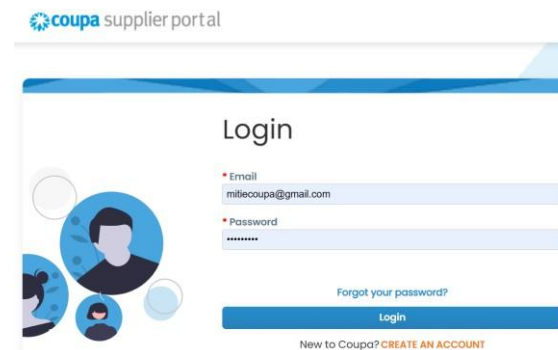 coupa supplier portal
Login
* Email
mitiecoupa@gmail.com
* Password
•••••••••
Forgot your password?
Login
New to Coupa? CREATE AN ACCOUNT